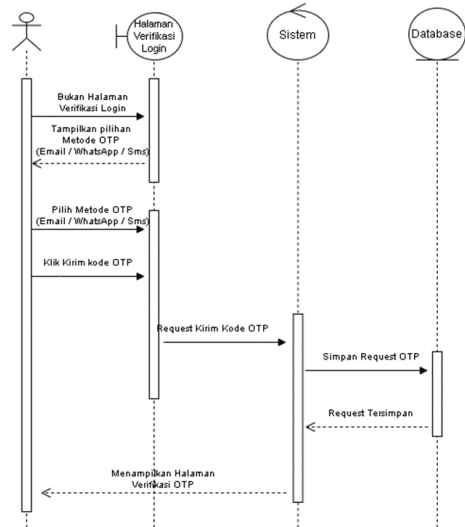 Halaman
Verifikasi
Login
Sistem
Database
Bukan Halaman
Verifikasi Login
Tampilkan pilihan
Metode OTP
(Email / WhatsApp / Sms)
Pilih Metode OTP
(Email / WhatsApp / Sms)
Klik Kirim kode OTP
Request Kirim Kode OTP
Simpan Request OTP
Request Tersimpan
Menampilkan Halaman
Verifikasi OTP